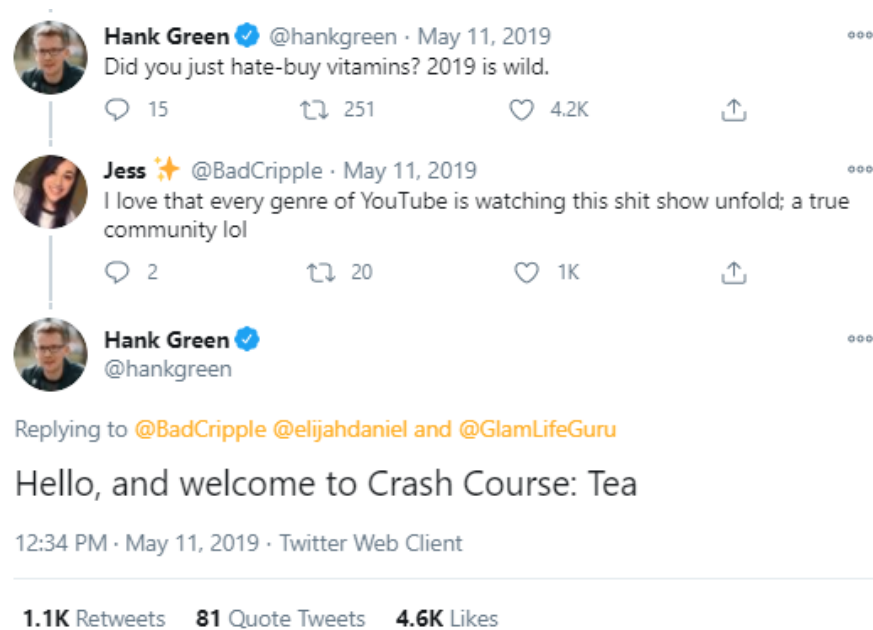 Hank Green @hankgreen · May 11, 2019
Did you just hate-buy vitamins? 2019 is wild.
15 251 4.2K
Jess ✨ @BadCripple · May 11, 2019
I love that every genre of YouTube is watching this shit show unfold; a true
community lol
2 20 1K
Hank Green
@hankgreen
Replying to @BadCripple @elijahdaniel and @GlamLifeGuru
Hello, and welcome to Crash Course: Tea
12:34 PM · May 11, 2019 · Twitter Web Client
1.1K Retweets 81 Quote Tweets 4.6K Likes